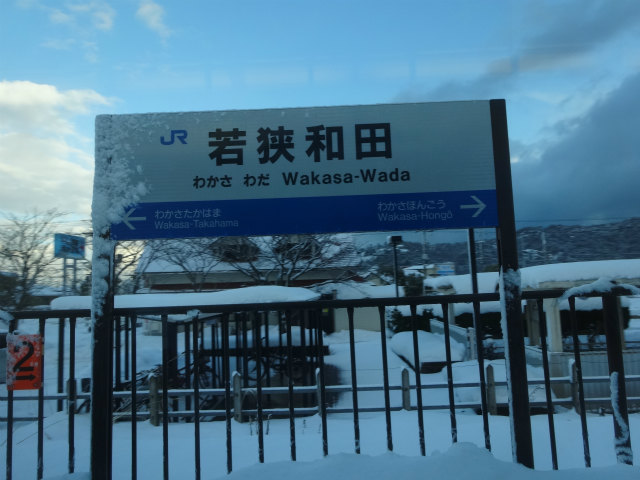 JR 若狭和田
わかさ わだ Wakasa-Wada
← わかさたかはま わかさほんごう →
Wakasa-Takahama Wakasa-Hongō
2